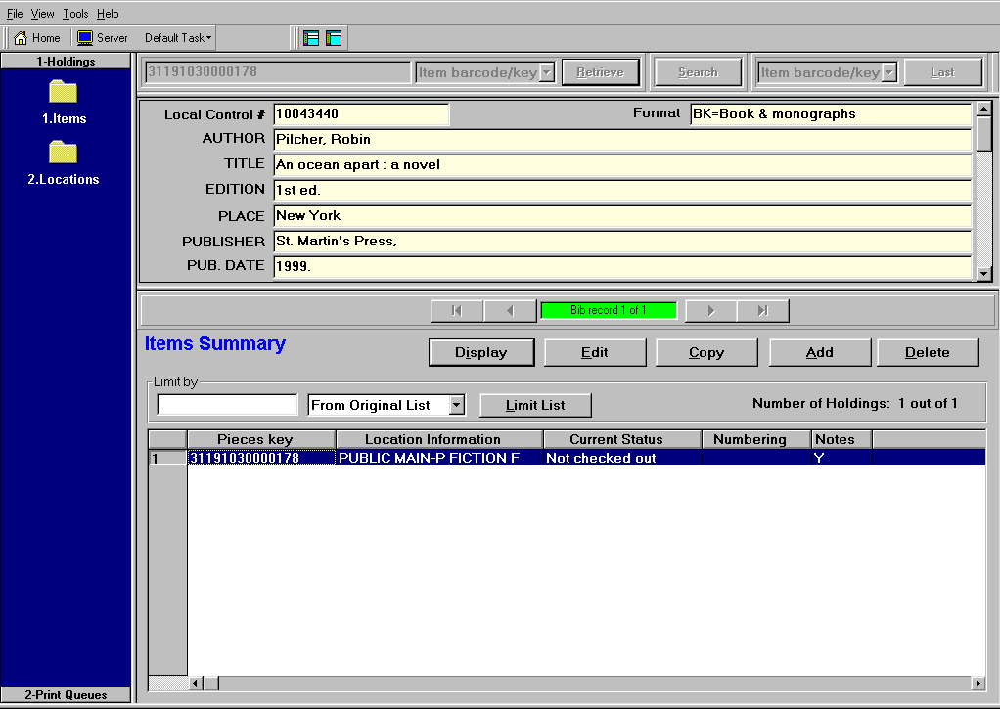 File View Tools Help
Home Server Default Task
1-Holdings
31191030000178 Item barcode/key Retrieve Search Item barcode/key Last
1.Items
2.Locations
Local Control # 10043440 Format BK=Book & monographs
AUTHOR Pilcher, Robin
TITLE An ocean apart : a novel
EDITION 1st ed.
PLACE New York
PUBLISHER St. Martin's Press,
PUB. DATE 1999.
Bib record 1 of 1
Items Summary Display Edit Copy Add Delete
Limit by
From Original List Limit List Number of Holdings: 1 out of 1
Pieces key Location Information Current Status Numbering Notes
1 31191030000178 PUBLIC MAIN-P FICTION F Not checked out Y
2-Print Queues